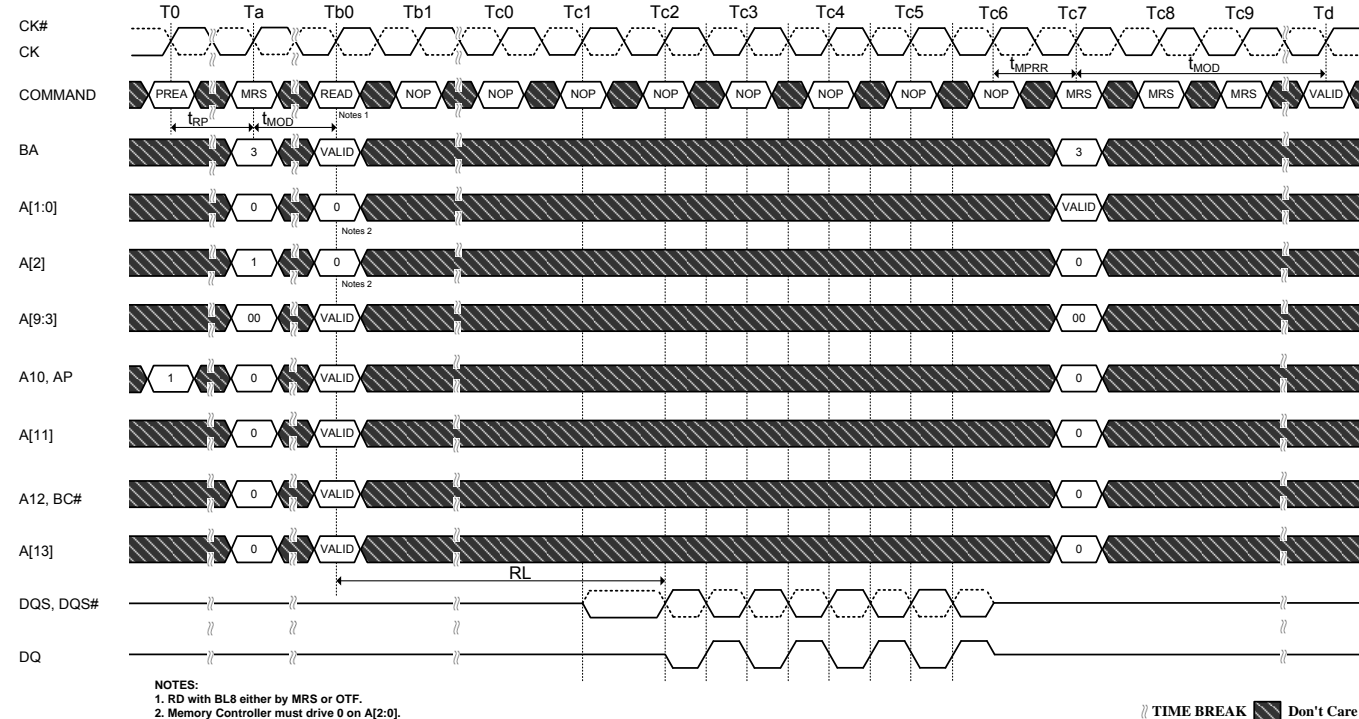 T0 Ta Tb0 Tb1 Tc0 Tc1 Tc2 Tc3 Tc4 Tc5 Tc6 Tc7 Tc8 Tc9 Td
CK#
CK
tMPRR tMOD
COMMAND PREA MRS READ NOP NOP NOP NOP NOP NOP NOP NOP MRS MRS MRS VALID
Notes 1
tRP tMOD
BA 3 VALID 3
A[1:0] 0 0 VALID
Notes 2
A[2] 1 0 0
Notes 2
A[9:3] 00 VALID 00
A10, AP 1 0 VALID 0
A[11] 0 VALID 0
A12, BC# 0 VALID 0
A[13] 0 VALID 0
RL
DQS, DQS#
DQ
NOTES:
1. RD with BL8 either by MRS or OTF.
2. Memory Controller must drive 0 on A[2:0].
TIME BREAK Don't Care